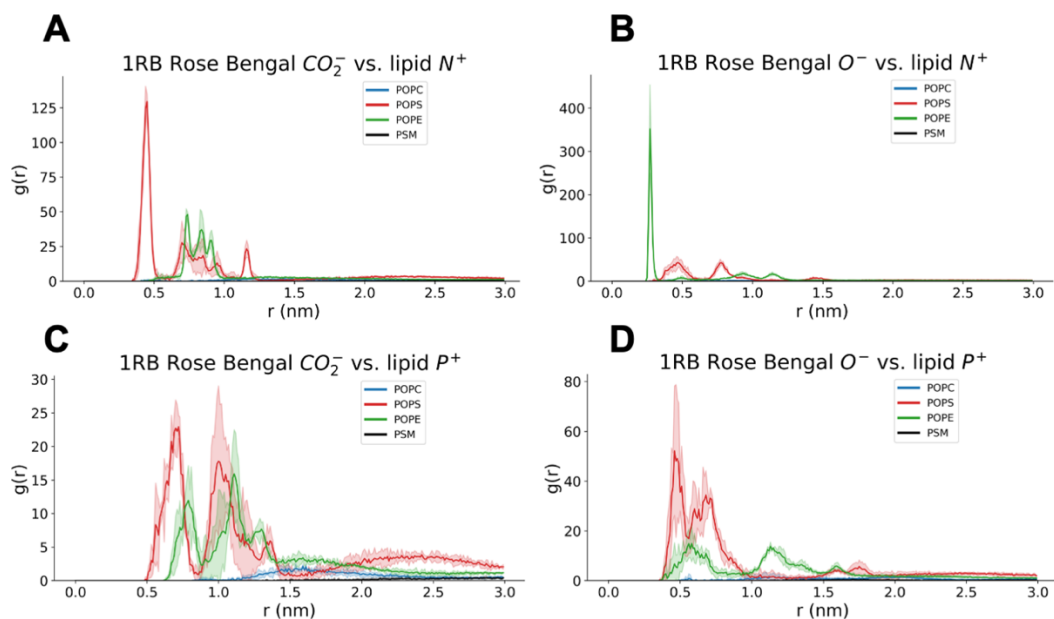 A
1RB Rose Bengal CO₂⁻ vs. lipid N⁺
POPC
POPS
POPE
PSM
g(r)
125
100
75
50
25
0
0.0 0.5 1.0 1.5 2.0 2.5 3.0
r (nm)
B
1RB Rose Bengal O⁻ vs. lipid N⁺
POPC
POPS
POPE
PSM
g(r)
400
300
200
100
0
0.0 0.5 1.0 1.5 2.0 2.5 3.0
r (nm)
C
1RB Rose Bengal CO₂⁻ vs. lipid P⁺
POPC
POPS
POPE
PSM
g(r)
30
25
20
15
10
5
0
0.0 0.5 1.0 1.5 2.0 2.5 3.0
r (nm)
D
1RB Rose Bengal O⁻ vs. lipid P⁺
POPC
POPS
POPE
PSM
g(r)
80
60
40
20
0
0.0 0.5 1.0 1.5 2.0 2.5 3.0
r (nm)